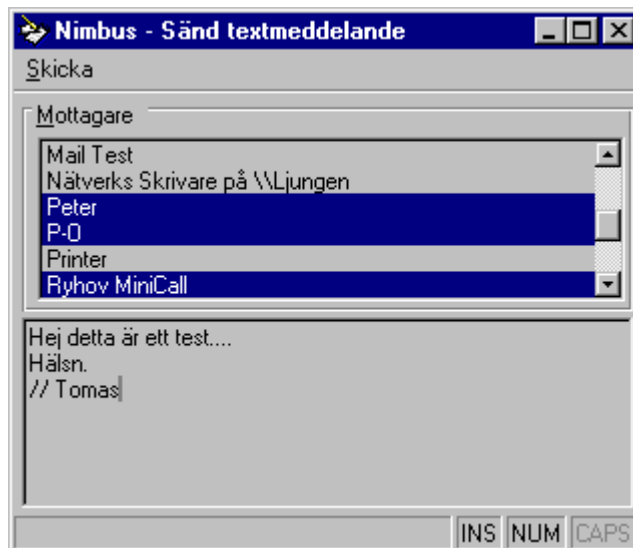 Nimbus - Sänd textmeddelande
Skicka
Mottagare
Mail Test
Nätverks Skrivare på \\Ljungen
Peter
P-O
Printer
Ryhov MiniCall
Hej detta är ett test....
Hälsn.
// Tomas
INS NUM CAPS